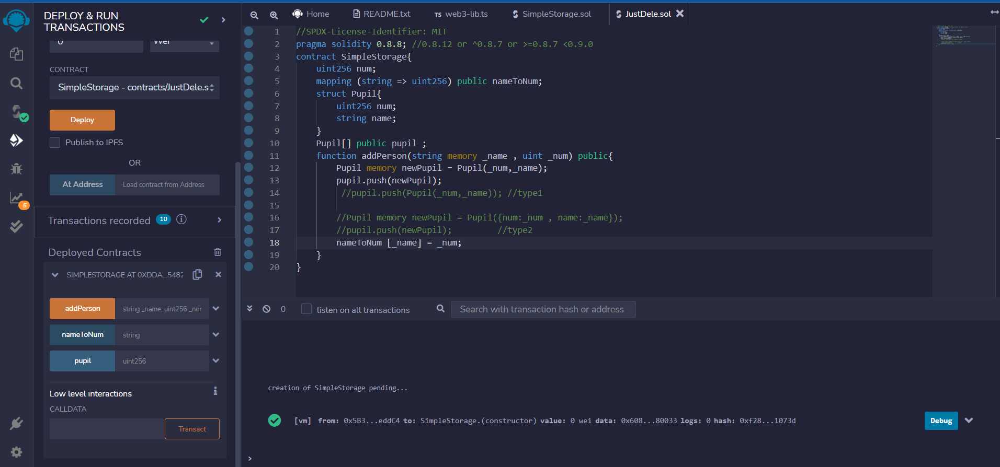 DEPLOY & RUN
TRANSACTIONS
0
Wei
CONTRACT
SimpleStorage - contracts/JustDele.s
Deploy
Publish to IPFS
OR
At Address
Load contract from Address
5
Transactions recorded 10
Deployed Contracts
SIMPLESTORAGE AT 0XDDA...5482
addPerson
string _name, uint256 _nur
nameToNum
string
pupil
uint256
Low level interactions
CALLDATA
Transact
Home
README.txt
TS web3-lib.ts
SimpleStorage.sol
JustDele.sol
1 //SPDX-License-Identifier: MIT
2 pragma solidity 0.8.8; //0.8.12 or ^0.8.7 or >=0.8.7 <0.9.0
3 contract SimpleStorage{
4 uint256 num;
5 mapping (string => uint256) public nameToNum;
6 struct Pupil{
7 uint256 num;
8 string name;
9 }
10 Pupil[] public pupil ;
11 function addPerson(string memory _name , uint _num) public{
12 Pupil memory newPupil = Pupil(_num,_name);
13 pupil.push(newPupil);
14 //pupil.push(Pupil(_num,_name)); //type1
15
16 //Pupil memory newPupil = Pupil({num:_num , name:_name});
17 //pupil.push(newPupil); //type2
18 nameToNum [_name] = _num;
19 }
20 }
0
listen on all transactions
Search with transaction hash or address
creation of SimpleStorage pending...
[vm] from: 0x5B3...eddC4 to: SimpleStorage.(constructor) value: 0 wei data: 0x608...80033 logs: 0 hash: 0xf28...1073d
Debug
>